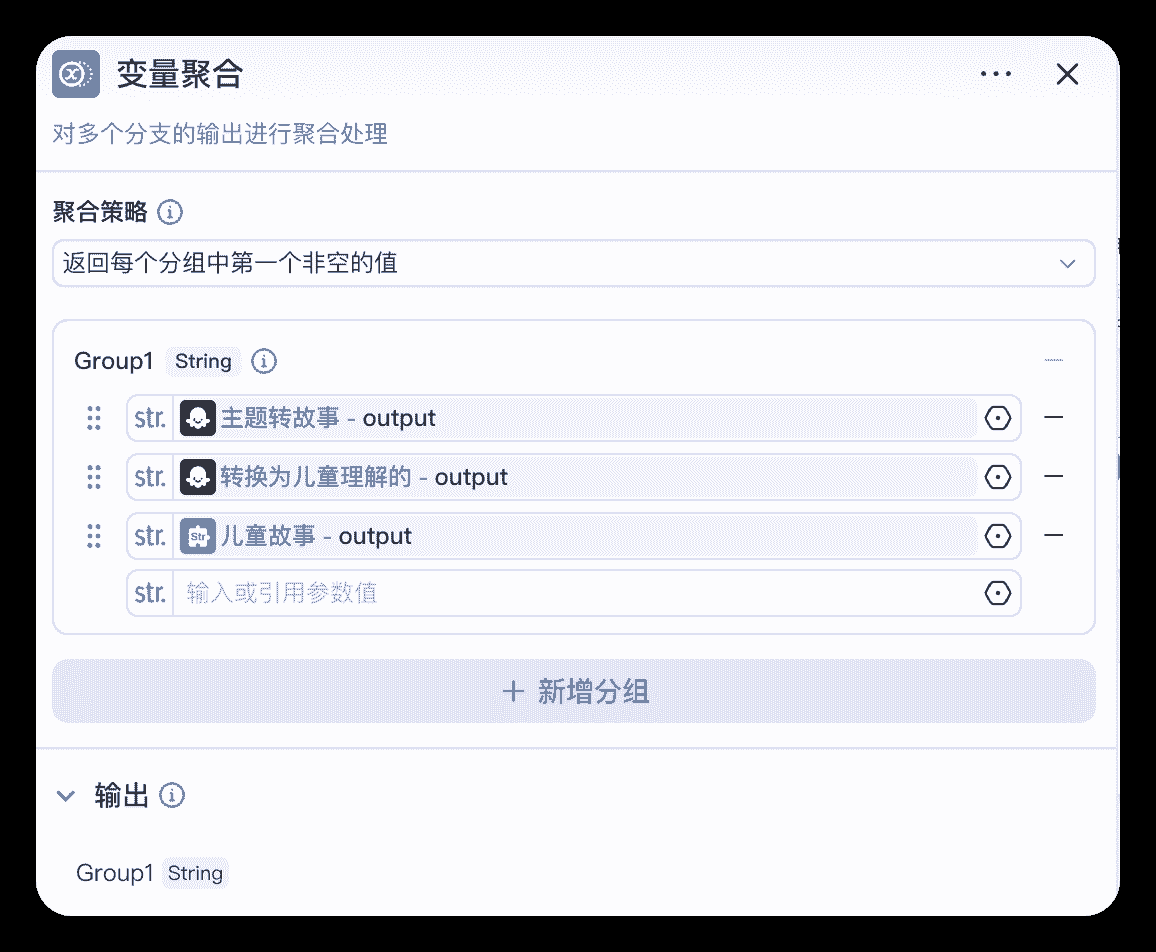 变量聚合
对多个分支的输出进行聚合处理
聚合策略
返回每个分组中第一个非空的值
Group1 String
str. 主题转故事 - output
str. 转换为儿童理解的 - output
str. Str 儿童故事 - output
str. 输入或引用参数值
+ 新增分组
输出
Group1 String